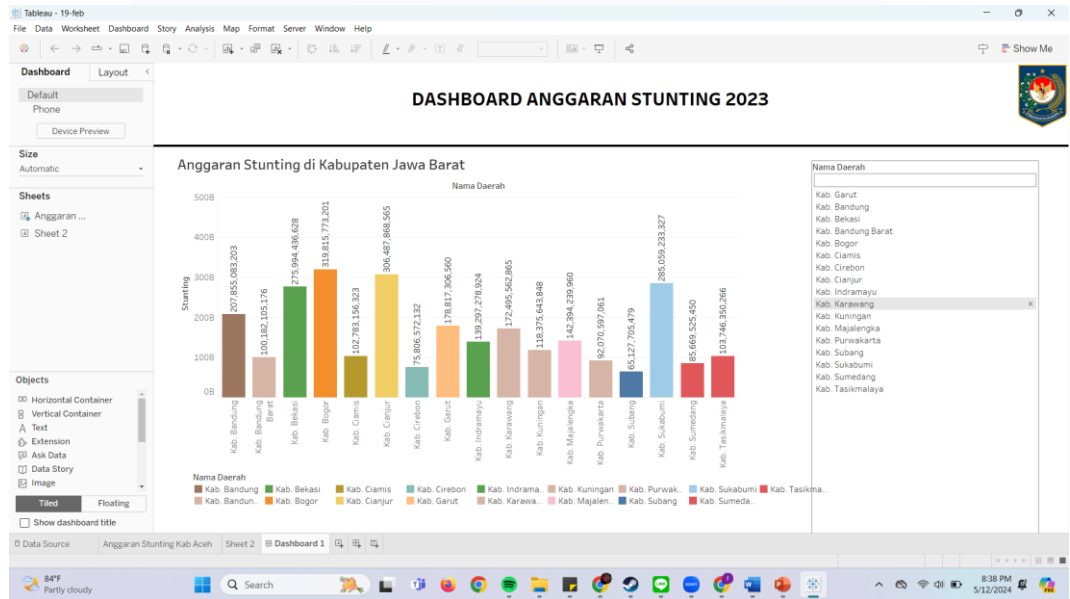 Tableau - 19-feb
File Data Worksheet Dashboard Story Analysis Map Format Server Window Help
Show Me
Dashboard Layout
Default
Phone
Device Preview
Size
Automatic
Sheets
Anggaran ...
Sheet 2
Objects
Horizontal Container
Vertical Container
Text
Extension
Ask Data
Data Story
Image
Tiled Floating
Show dashboard title
DASHBOARD ANGGARAN STUNTING 2023
Anggaran Stunting di Kabupaten Jawa Barat
Nama Daerah
Stunting
500B
400B
300B
200B
100B
0B
207,855,083,203
100,182,105,176
275,994,436,628
319,815,773,201
102,783,156,323
306,487,868,565
75,806,572,132
178,817,306,560
139,297,278,924
172,495,562,865
118,375,643,848
142,394,239,960
92,070,597,061
65,127,705,479
285,059,233,327
85,669,525,450
103,746,350,266
Kab. Bandung
Kab. Bandung
Barat
Kab. Bekasi
Kab. Bogor
Kab. Ciamis
Kab. Cianjur
Kab. Cirebon
Kab. Garut
Kab. Indramayu
Kab. Karawang
Kab. Kuningan
Kab. Majalengka
Kab. Purwakarta
Kab. Subang
Kab. Sukabumi
Kab. Sumedang
Kab. Tasikmalaya
Nama Daerah
Kab. Bandung Kab. Bekasi Kab. Ciamis Kab. Cirebon Kab. Indrama.. Kab. Kuningan Kab. Purwak.. Kab. Sukabumi Kab. Tasikma..
Kab. Bandun.. Kab. Bogor Kab. Cianjur Kab. Garut Kab. Karawa.. Kab. Majalen.. Kab. Subang Kab. Sumeda..
Nama Daerah
Kab. Garut
Kab. Bandung
Kab. Bekasi
Kab. Bandung Barat
Kab. Bogor
Kab. Ciamis
Kab. Cirebon
Kab. Cianjur
Kab. Indramayu
Kab. Karawang
Kab. Kuningan
Kab. Majalengka
Kab. Purwakarta
Kab. Subang
Kab. Sukabumi
Kab. Sumedang
Kab. Tasikmalaya
Data Source Anggaran Stunting Kab Aceh Sheet 2 Dashboard 1
84°F
Partly cloudy
Search
8:38 PM
5/12/2024